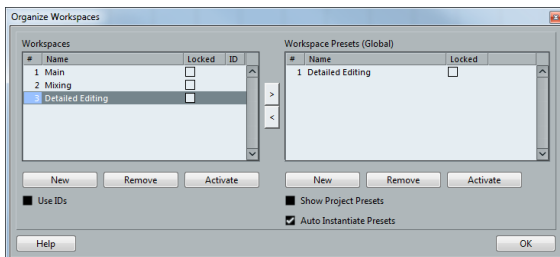 Organize Workspaces
Workspaces
# Name Locked ID
1 Main
2 Mixing
3 Detailed Editing
New Remove Activate
Use IDs
>
<
Workspace Presets (Global)
# Name Locked
1 Detailed Editing
New Remove Activate
Show Project Presets
Auto Instantiate Presets
Help
OK